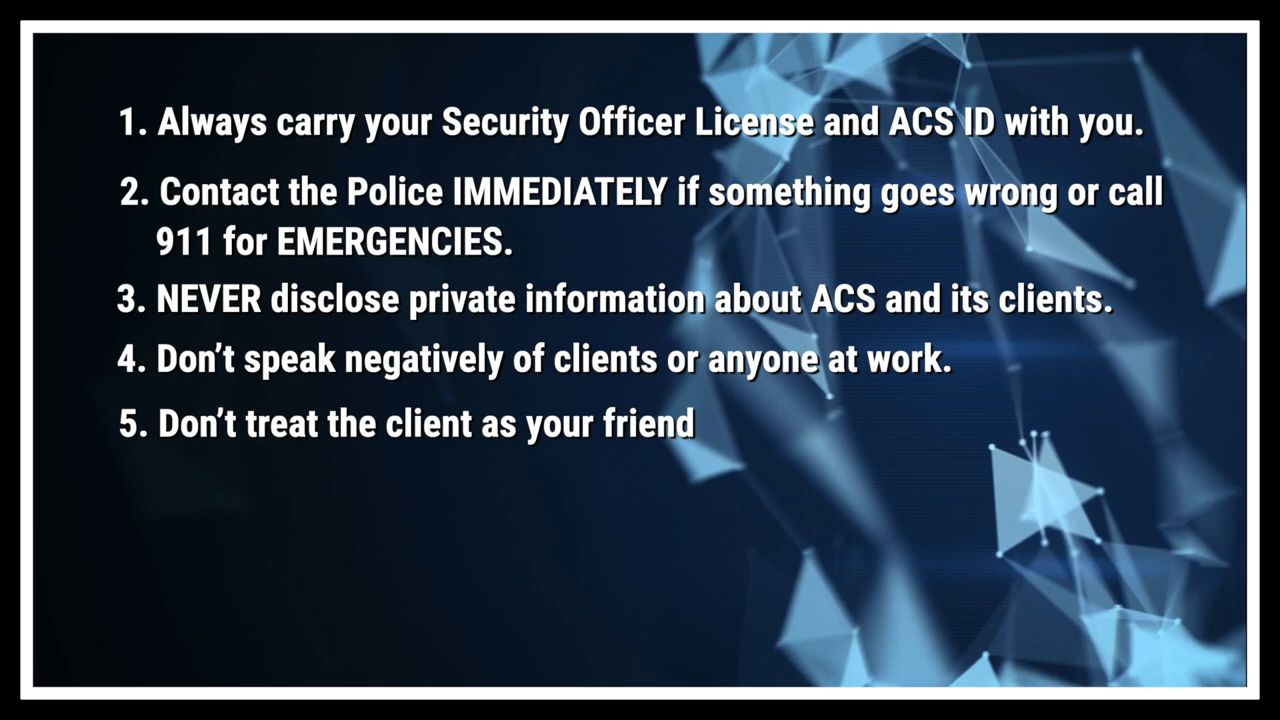 1. Always carry your Security Officer License and ACS ID with you.
2. Contact the Police IMMEDIATELY if something goes wrong or call
911 for EMERGENCIES.
3. NEVER disclose private information about ACS and its clients.
4. Don’t speak negatively of clients or anyone at work.
5. Don’t treat the client as your friend